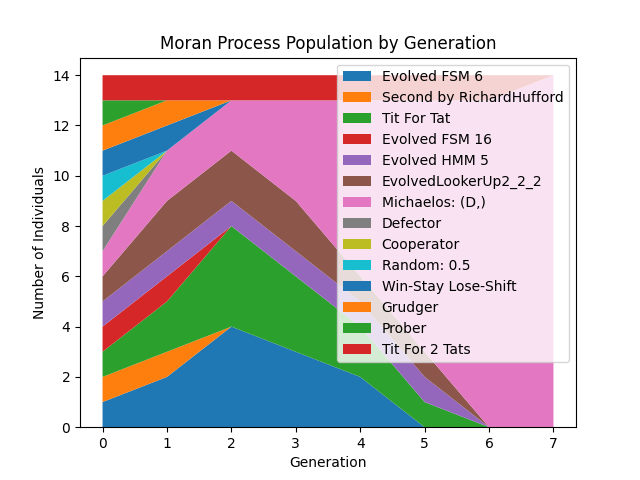 Moran Process Population by Generation
Number of Individuals
14
12
10
8
6
4
2
0
Evolved FSM 6
Second by RichardHufford
Tit For Tat
Evolved FSM 16
Evolved HMM 5
EvolvedLookerUp2_2_2
Michaelos: (D,)
Defector
Cooperator
Random: 0.5
Win-Stay Lose-Shift
Grudger
Prober
Tit For 2 Tats
0 1 2 3 4 5 6 7
Generation